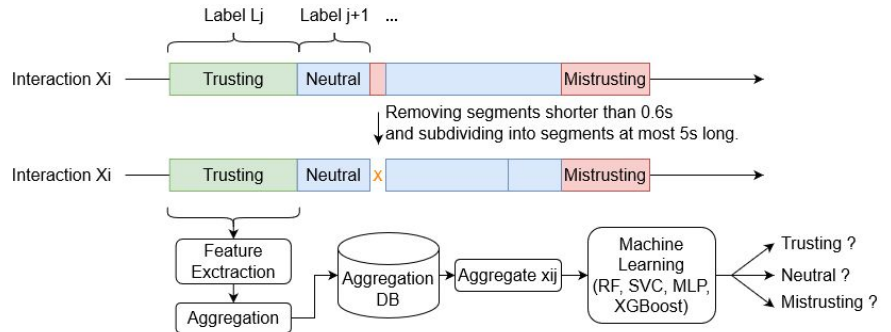 Label Lj Label j+1 ...
Interaction Xi Trusting Neutral Mistrusting
Removing segments shorter than 0.6s
and subdividing into segments at most 5s long.
Interaction Xi Trusting Neutral X Mistrusting
Feature
Exctraction
Aggregation
Aggregation
DB
Aggregate xij
Machine
Learning
(RF, SVC, MLP,
XGBoost)
Trusting ?
Neutral ?
Mistrusting ?